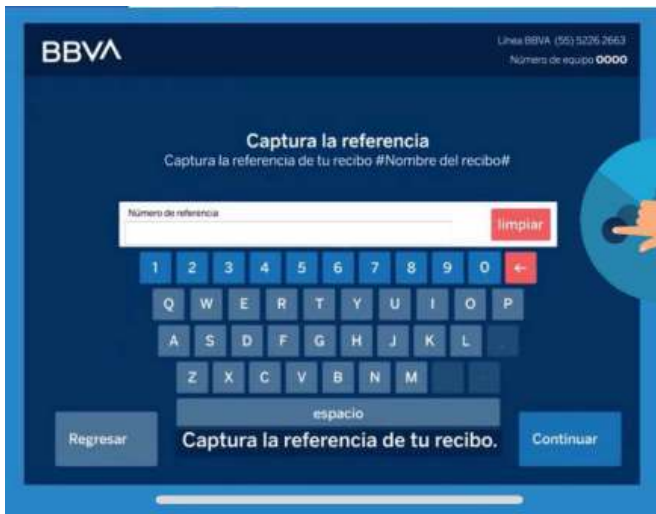 BBVA
Línea BBVA (55) 5226 2663
Número de equipo 0000
Captura la referencia
Captura la referencia de tu recibo #Nombre del recibo#
Número de referencia
limpiar
1 2 3 4 5 6 7 8 9 0 ←
Q W E R T Y U I O P
A S D F G H J K L
Z X C V B N M
espacio
Regresar
Captura la referencia de tu recibo.
Continuar